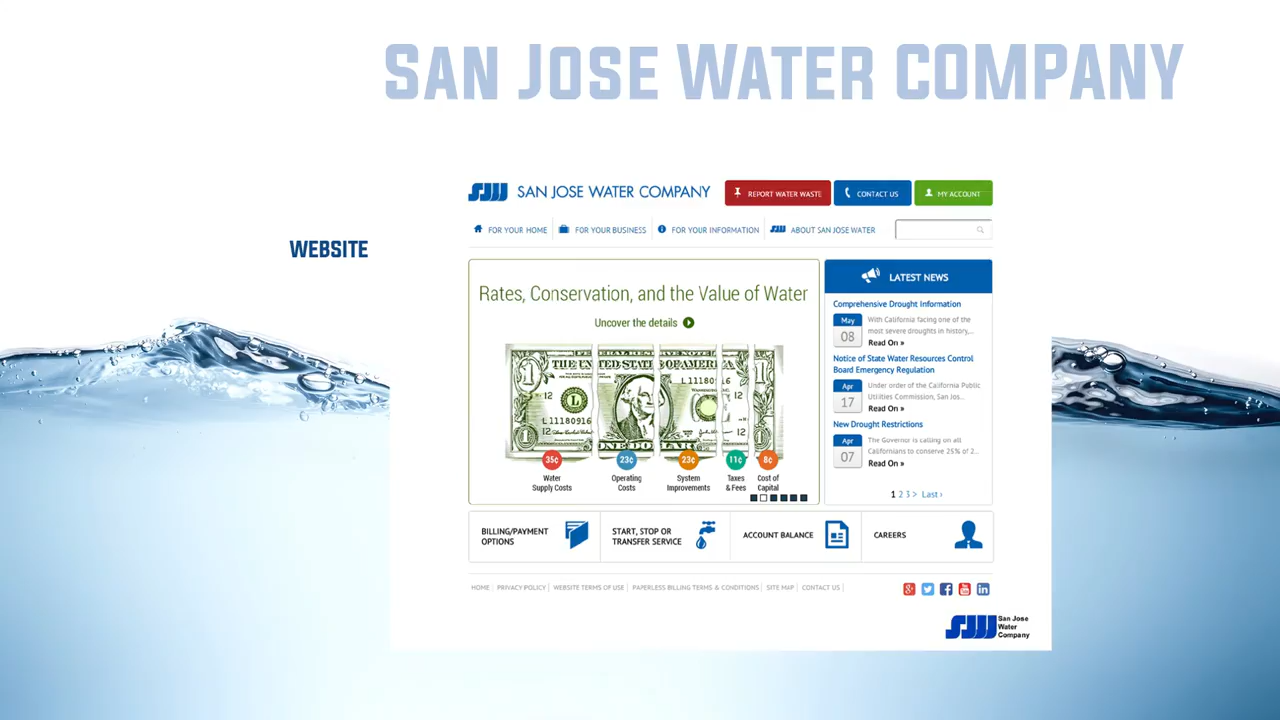 SAN JOSE WATER COMPANY
SAN JOSE WATER COMPANY
REPORT WATER WASTE
CONTACT US
MY ACCOUNT
FOR YOUR HOME
FOR YOUR BUSINESS
FOR YOUR INFORMATION
ABOUT SAN JOSE WATER
WEBSITE
Rates, Conservation, and the Value of Water
Uncover the details
L11180916
12
L
L11180916
12
12
12
ONE DOLLAR
35¢
23¢
23¢
11¢
8¢
Water
Supply Costs
Operating
Costs
System
Improvements
Taxes
& Fees
Cost of
Capital
LATEST NEWS
Comprehensive Drought Information
May
08
With California facing one of the
most severe droughts in history,...
Read On »
Notice of State Water Resources Control
Board Emergency Regulation
Apr
17
Under order of the California Public
Utilities Commission, San Jos...
Read On »
New Drought Restrictions
Apr
07
The Governor is calling on all
Californians to conserve 25% of 2...
Read On »
1 2 3 > Last ›
BILLING/PAYMENT
OPTIONS
START, STOP OR
TRANSFER SERVICE
ACCOUNT BALANCE
CAREERS
HOME
PRIVACY POLICY
WEBSITE TERMS OF USE
PAPERLESS BILLING TERMS & CONDITIONS
SITE MAP
CONTACT US
San Jose
Water
Company